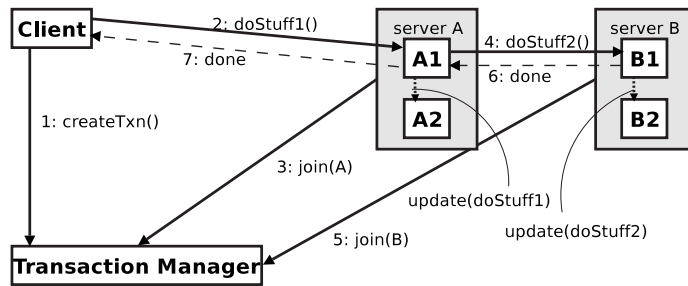 Client
2: doStuff1()
server A
server B
A1
4: doStuff2()
B1
7: done
6: done
1: createTxn()
A2
B2
3: join(A)
update(doStuff1)
5: join(B)
update(doStuff2)
Transaction Manager